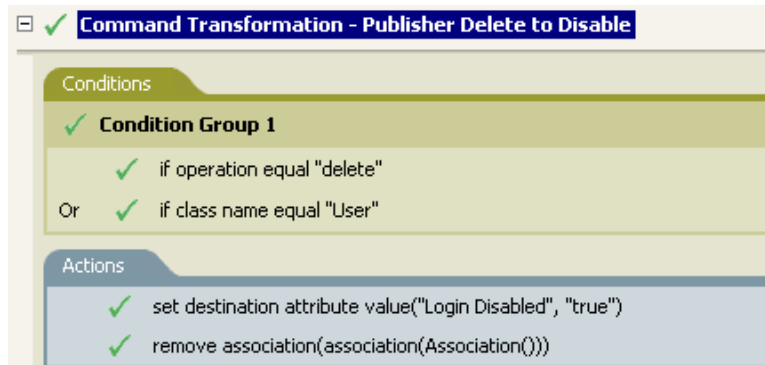 Command Transformation - Publisher Delete to Disable
Conditions
Condition Group 1
if operation equal "delete"
Or if class name equal "User"
Actions
set destination attribute value("Login Disabled", "true")
remove association(association(Association()))